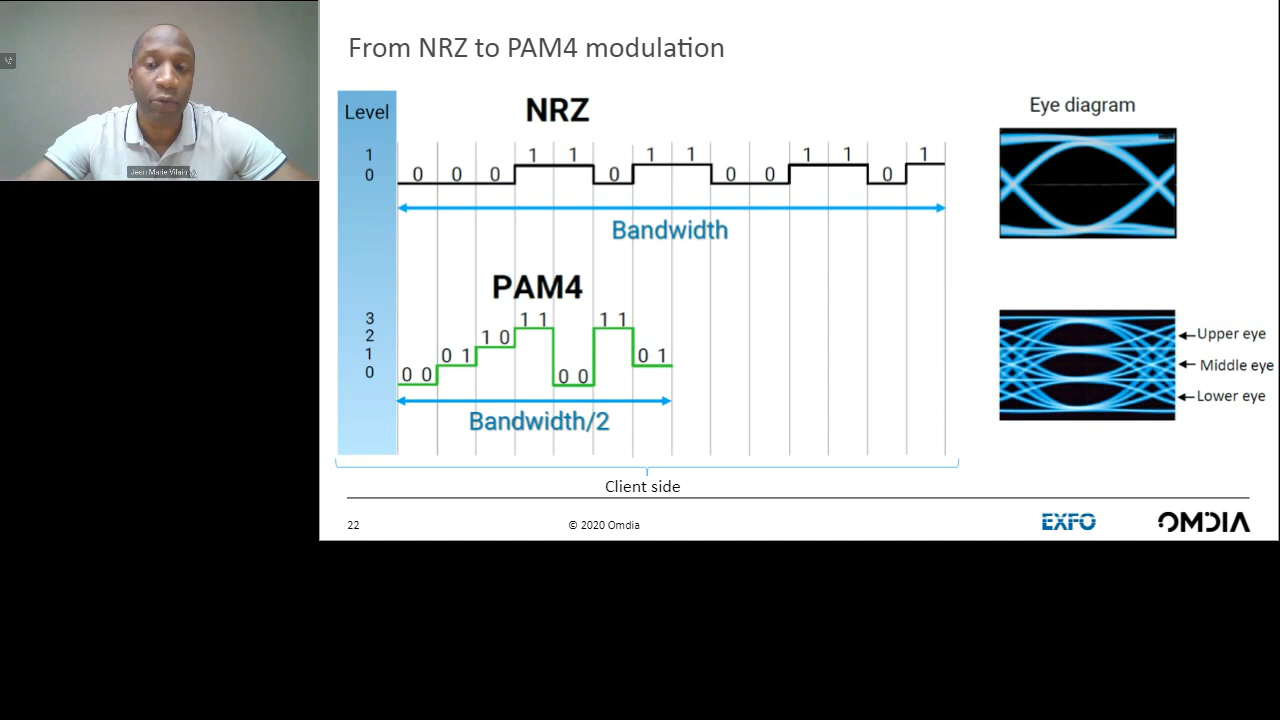 Jean Marie Vilain
From NRZ to PAM4 modulation
Level
NRZ
Eye diagram
1
0
0 0 0 1 1 0 1 1 0 0 1 1 0 1
Bandwidth
PAM4
3
2
1
0
0 0 0 1 1 0 1 1 0 0 1 1 0 1
Upper eye
Middle eye
Lower eye
Bandwidth/2
Client side
22
© 2020 Omdia
EXFO
OMDIA